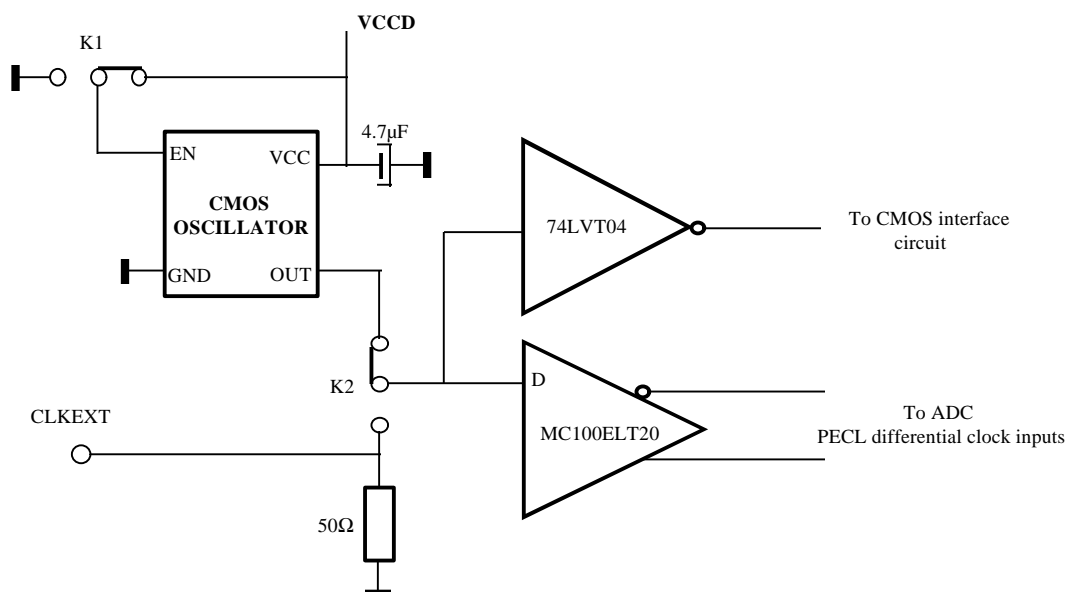 VCCD
K1
4.7µF
EN
VCC
CMOS
OSCILLATOR
74LVT04
To CMOS interface
circuit
GND
OUT
K2
D
CLKEXT
MC100ELT20
To ADC
PECL differential clock inputs
50Ω